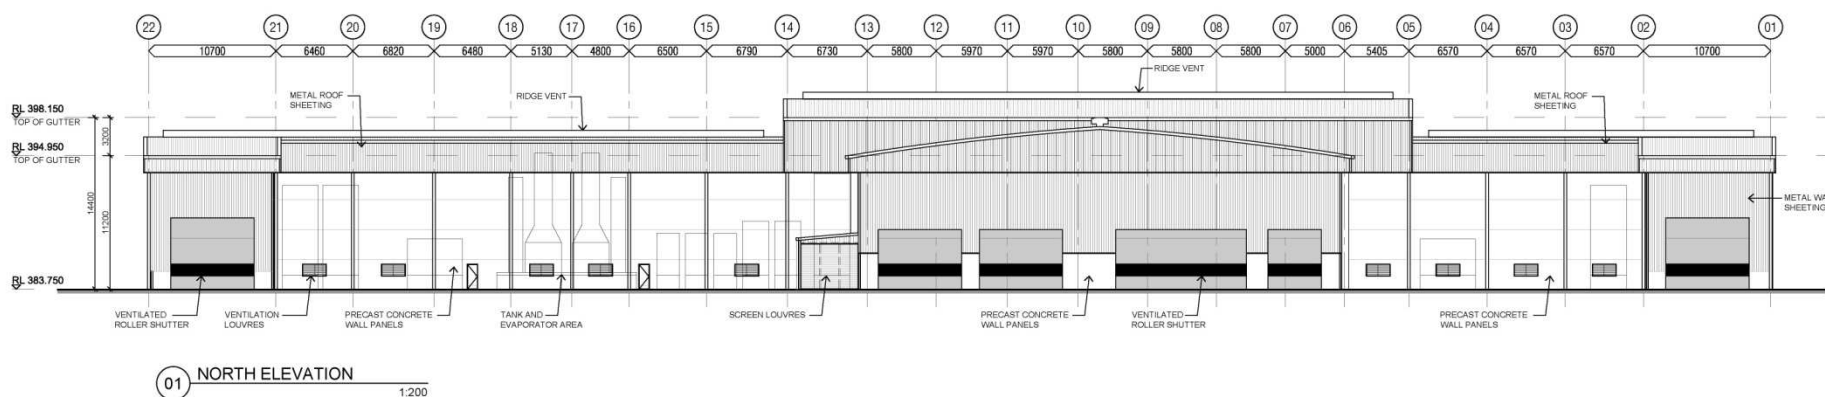 22 21 20 19 18 17 16 15 14 13 12 11 10 09 08 07 06 05 04 03 02 01
10700 6460 6820 6480 5130 4800 6500 6790 6730 5800 5970 5970 5800 5800 5800 5000 5405 6570 6570 6570 10700
RIDGE VENT
METAL ROOF
SHEETING
RIDGE VENT
METAL ROOF
SHEETING
RL 398.150
TOP OF GUTTER
3200
RL 394.950
TOP OF GUTTER
14400
11200
METAL WA
SHEETING
RL 383.750
VENTILATED
ROLLER SHUTTER
VENTILATION
LOUVRES
PRECAST CONCRETE
WALL PANELS
TANK AND
EVAPORATOR AREA
SCREEN LOUVRES
PRECAST CONCRETE
WALL PANELS
VENTILATED
ROLLER SHUTTER
PRECAST CONCRETE
WALL PANELS
01 NORTH ELEVATION
1:200